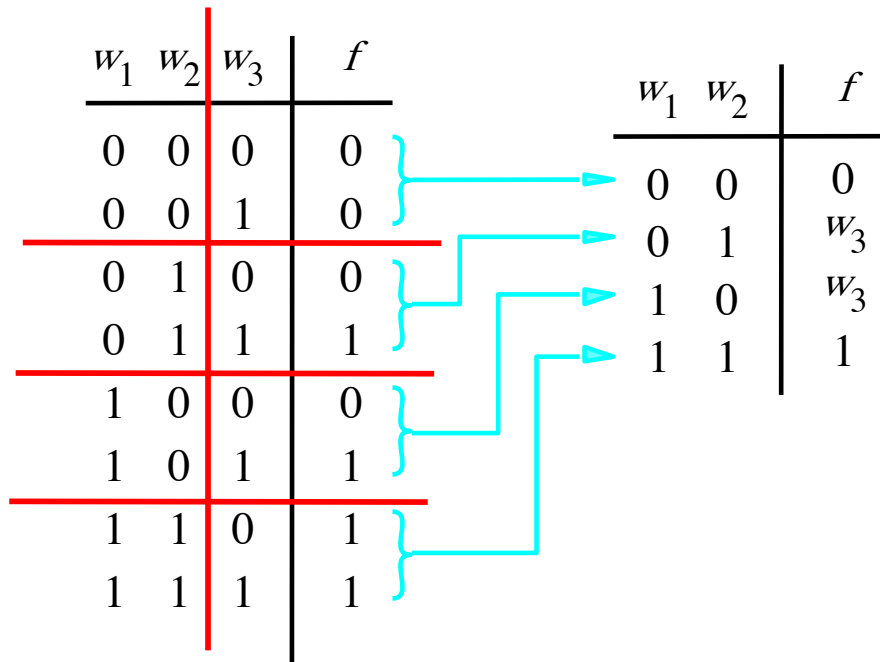 w1 w2 w3 f
0 0 0 0
0 0 1 0
0 1 0 0
0 1 1 1
1 0 0 0
1 0 1 1
1 1 0 1
1 1 1 1
w1 w2 f
0 0 0
0 1 w3
1 0 w3
1 1 1